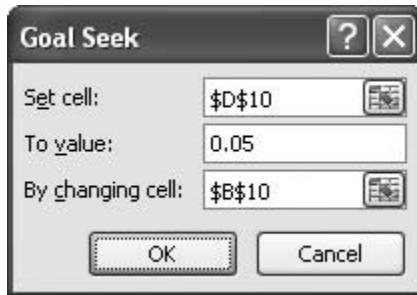 Goal Seek
Set cell: $D$10
To value: 0.05
By changing cell: $B$10
OK Cancel